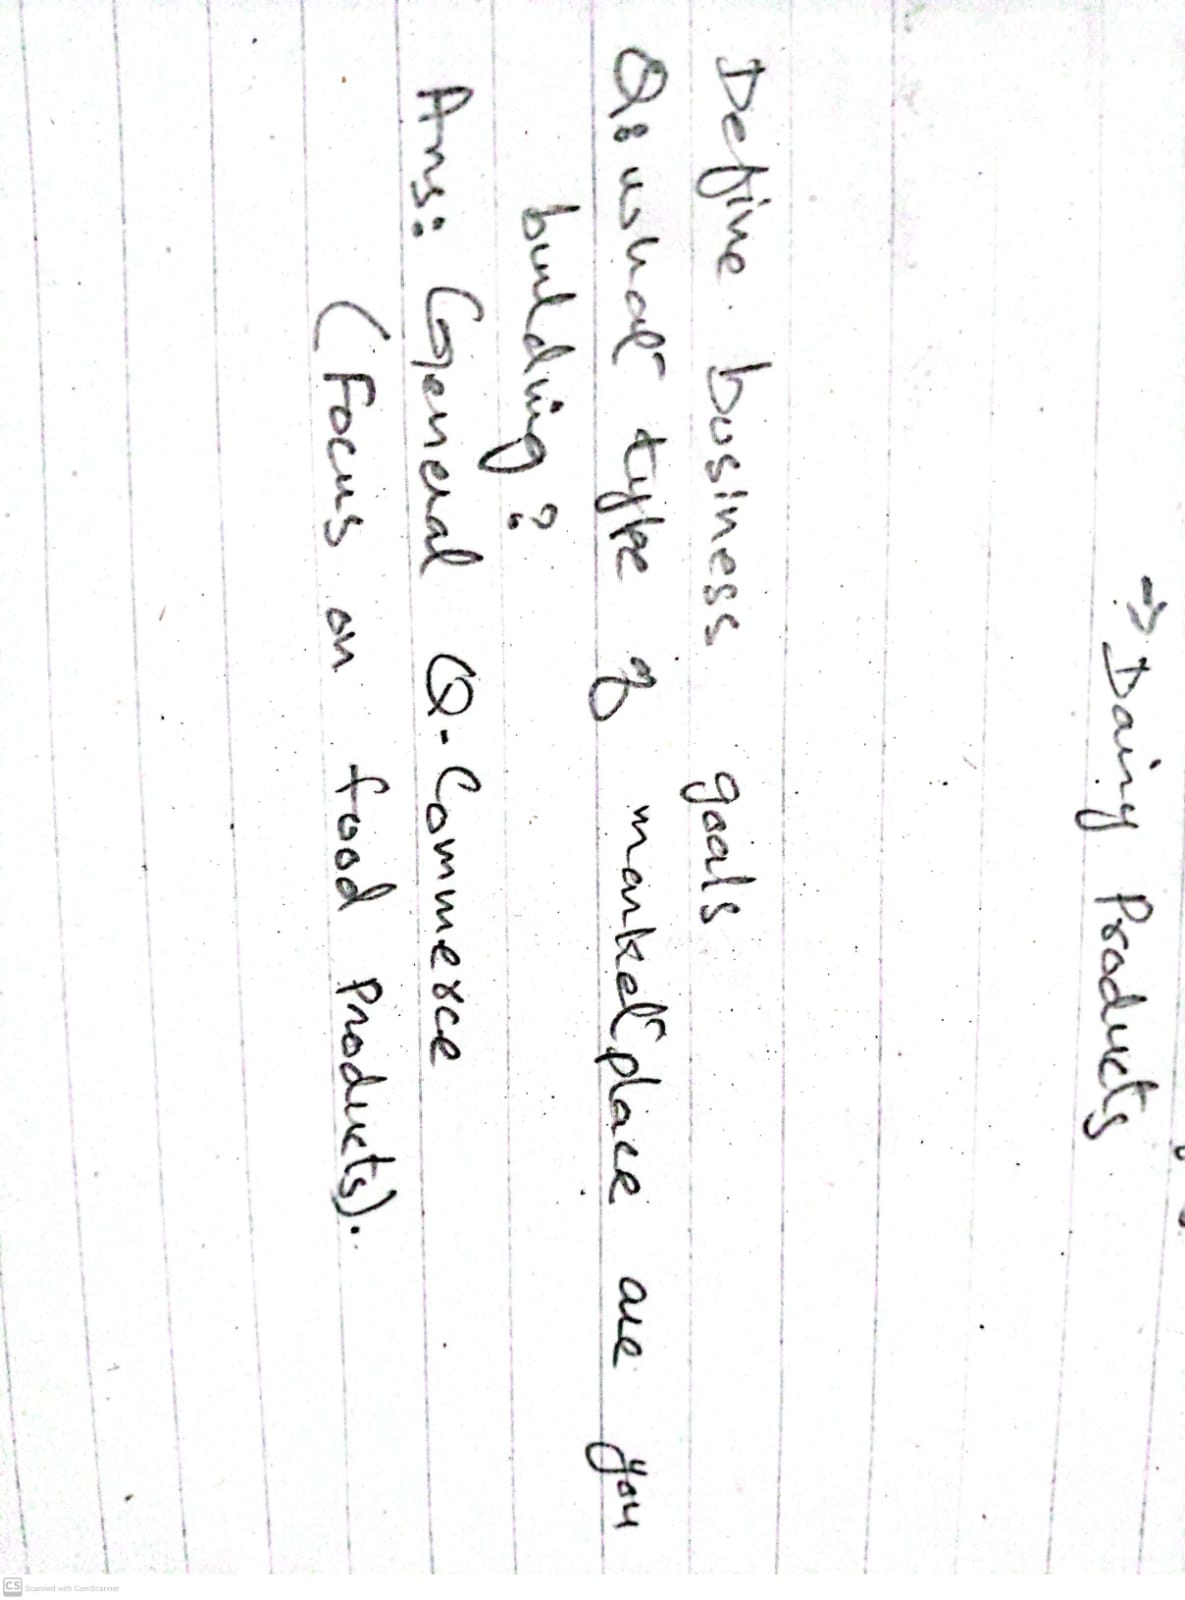 → Dairy Products
Define business goals
Q: what type of marketplace are you
building?
Ans: General Q-Commerce
(Focus on food Products).
CS Scanned with CamScanner